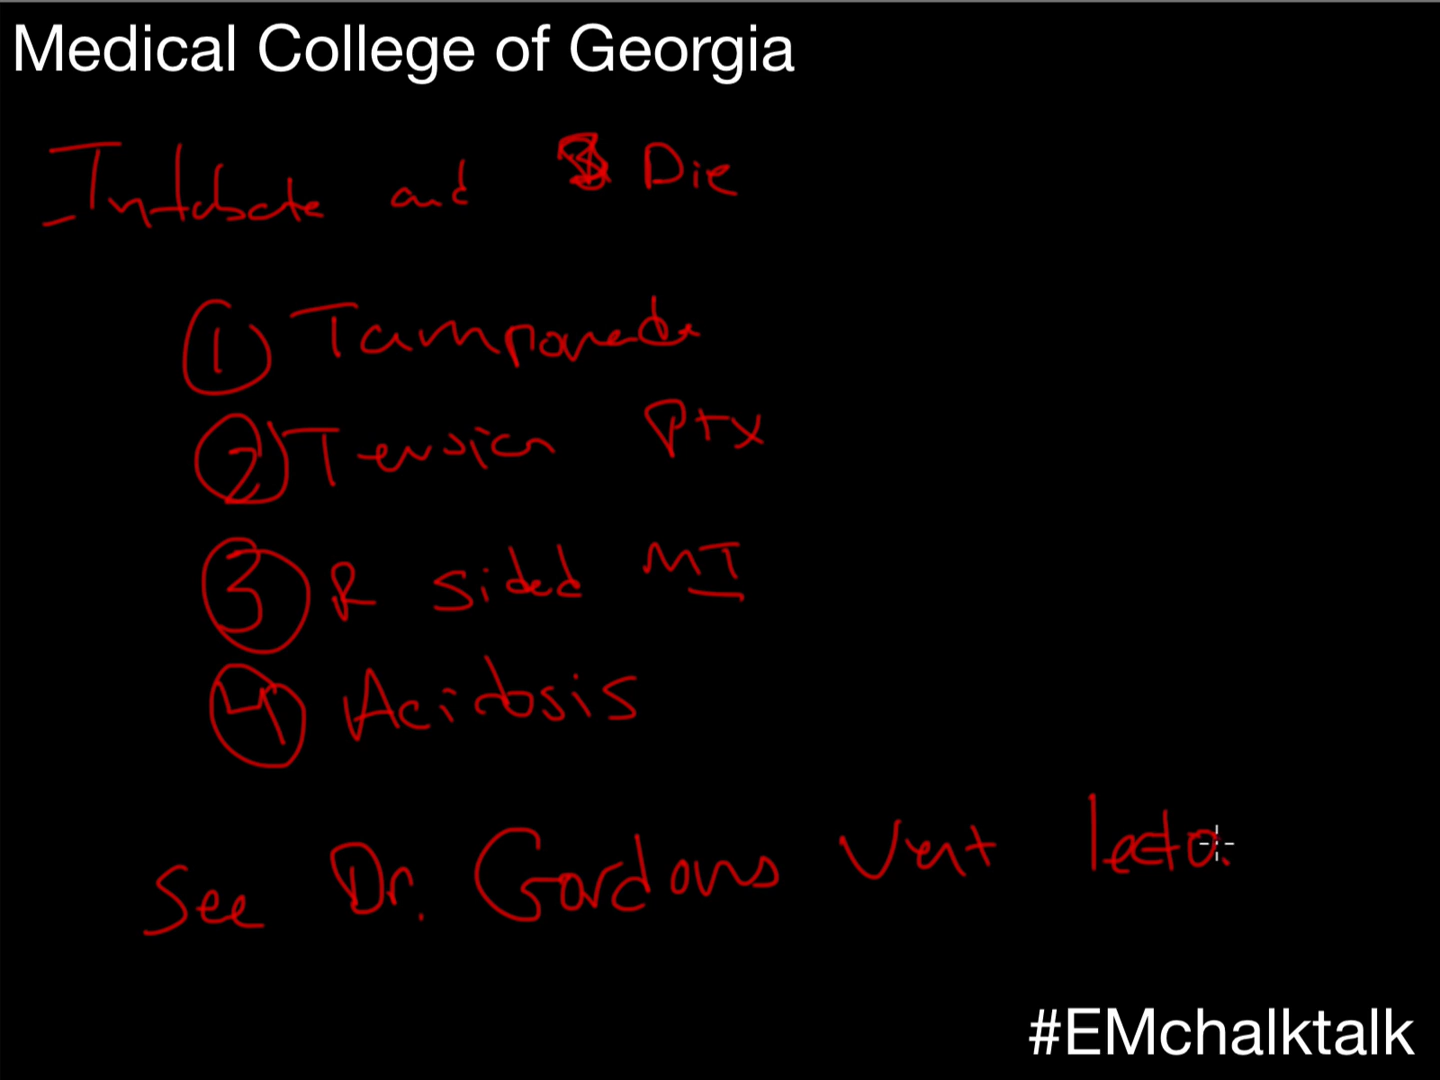 Medical College of Georgia
Intubate and Die
1 Tamponade
2 Tension Ptx
3 R sided MI
4 Acidosis
See Dr. Gordons Vent
#EMchalktalk